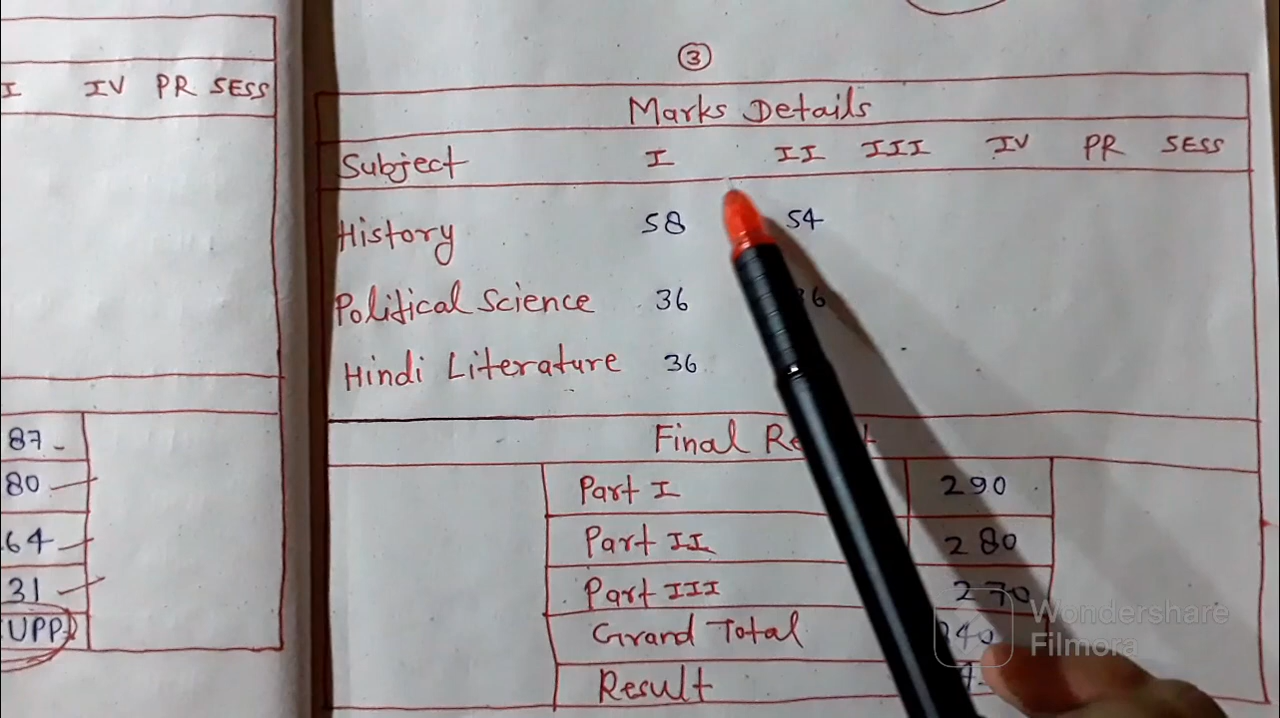 I IV PR SESS
87
80
64
31
UPP
③
Marks Details
Subject I II III IV PR SESS
History 58 54
Political Science 36
Hindi Literature 36
Final
Part I 290
Part II 280
Part III 270
Grand Total
Result
Wondershare
Filmora